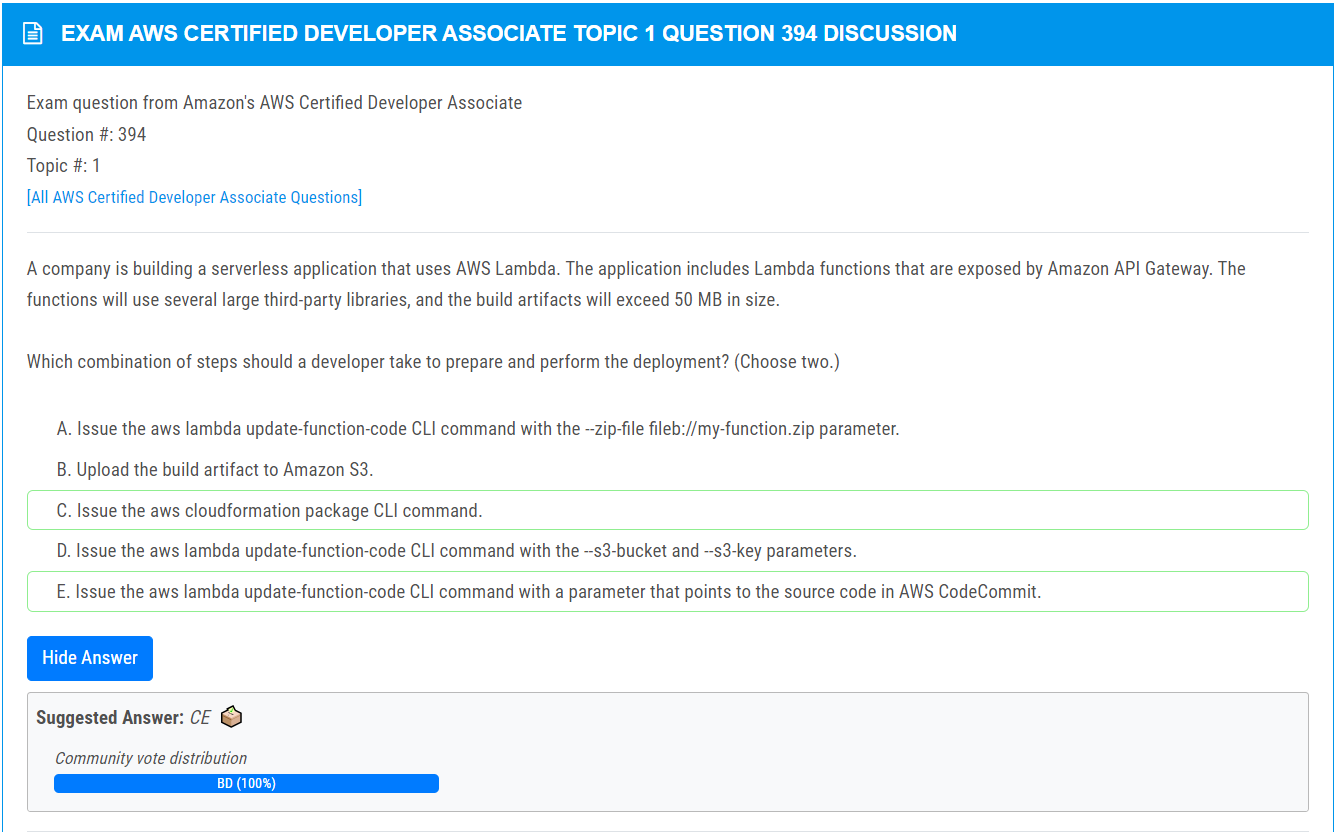 EXAM AWS CERTIFIED DEVELOPER ASSOCIATE TOPIC 1 QUESTION 394 DISCUSSION
Exam question from Amazon's AWS Certified Developer Associate
Question #: 394
Topic #: 1
[All AWS Certified Developer Associate Questions]
A company is building a serverless application that uses AWS Lambda. The application includes Lambda functions that are exposed by Amazon API Gateway. The
functions will use several large third-party libraries, and the build artifacts will exceed 50 MB in size.
Which combination of steps should a developer take to prepare and perform the deployment? (Choose two.)
A. Issue the aws lambda update-function-code CLI command with the --zip-file fileb://my-function.zip parameter.
B. Upload the build artifact to Amazon S3.
C. Issue the aws cloudformation package CLI command.
D. Issue the aws lambda update-function-code CLI command with the --s3-bucket and --s3-key parameters.
E. Issue the aws lambda update-function-code CLI command with a parameter that points to the source code in AWS CodeCommit.
Hide Answer
Suggested Answer: CE
Community vote distribution
BD (100%)